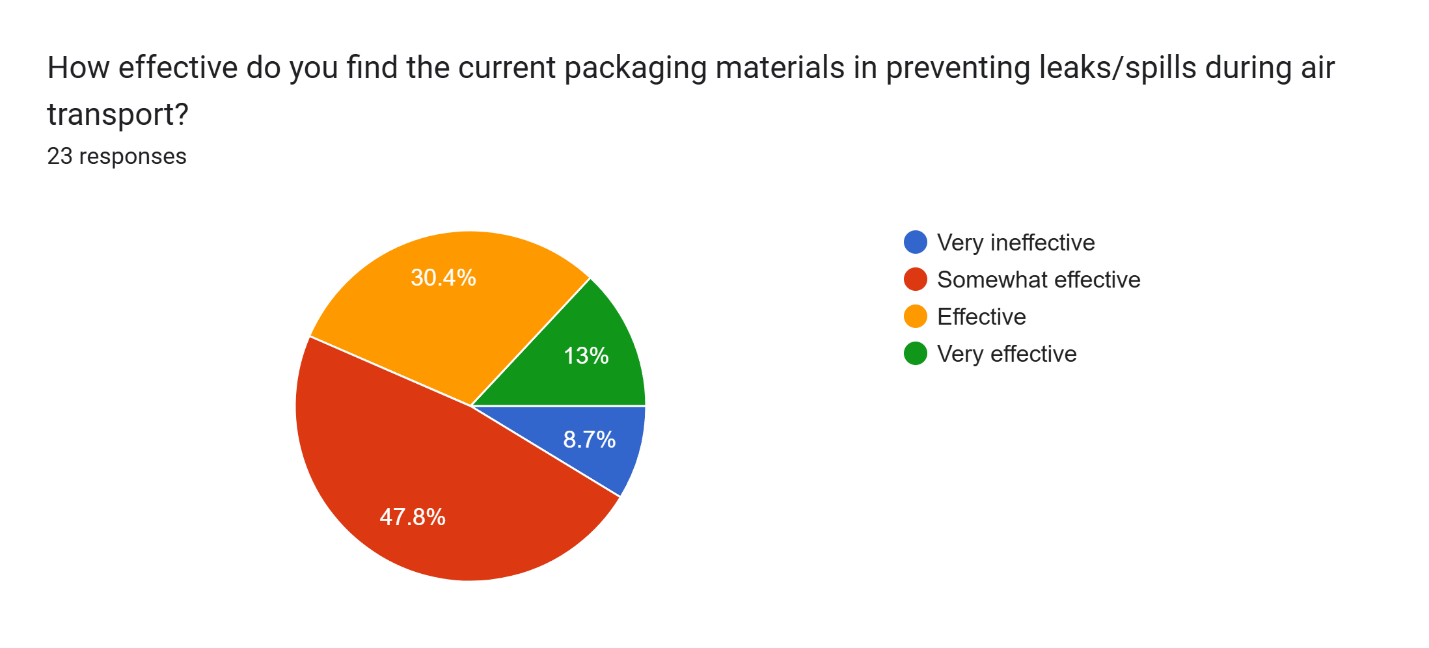 How effective do you find the current packaging materials in preventing leaks/spills during air
transport?
23 responses
Very ineffective
Somewhat effective
Effective
Very effective
30.4%
13%
8.7%
47.8%